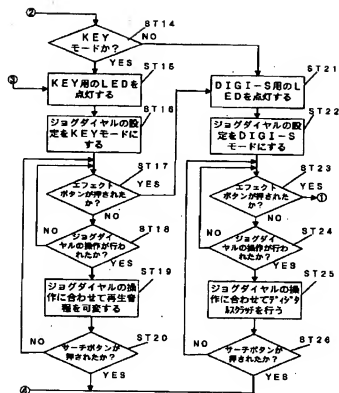 ②
ST14
KEY
モードか?
NO
YES
ST15
③
KEY用のLEDを
点灯する
ST16
ジョグダイヤルの設
定をKEYモードに
する
ST17
エフェクト
ボタンが押された
か?
YES
NO
ST18
ジョグダイ
ヤルの操作が行わ
れたか?
NO
YES
ST19
ジョグダイヤルの操
作に合わせて再生音
程を可変する
ST20
サーチボタンが
押されたか?
NO
YES
④
ST21
DIGI-S用のL
EDを点灯する
ST22
ジョグダイヤルの設
定をDIGI-S
モードにする
ST23
エフェクト
ボタンが押された
か?
YES
①
NO
ST24
ジョグダイ
ヤルの操作が行わ
れたか?
NO
YES
ST25
ジョグダイヤルの操
作に合わせてディジタ
ルスクラッチを行う
ST26
サーチボタンが
押されたか?
NO
YES